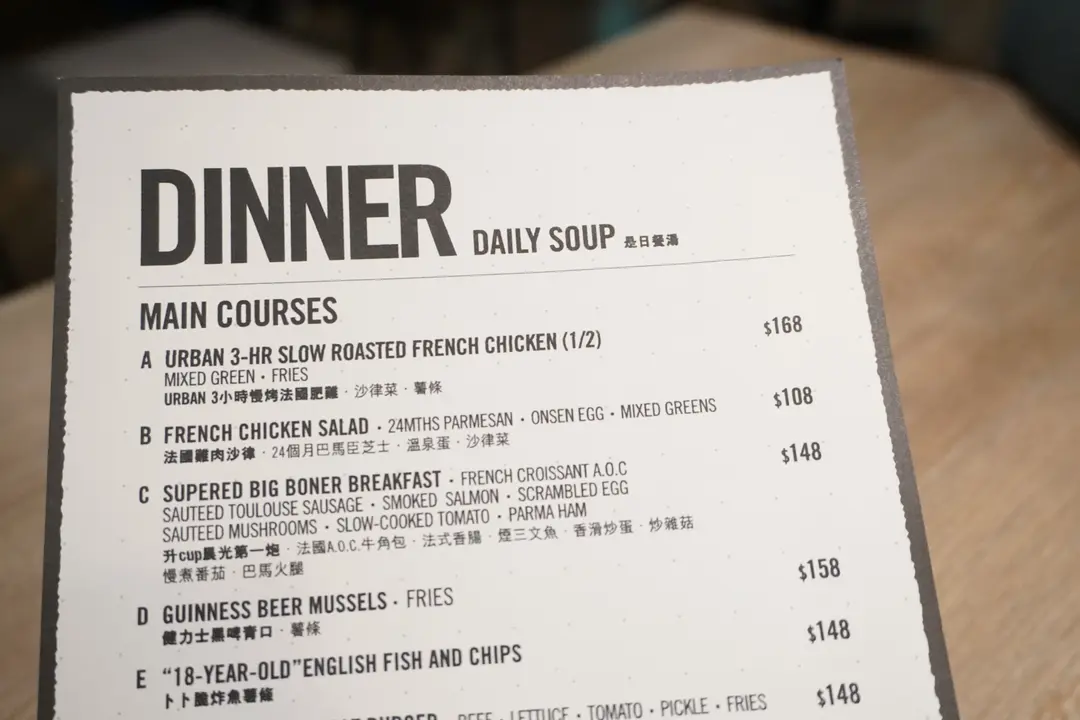 DINNER DAILY SOUP 是日餐湯
MAIN COURSES
A URBAN 3-HR SLOW ROASTED FRENCH CHICKEN (1/2) $168
MIXED GREEN · FRIES
URBAN 3小時慢烤法國肥雞 · 沙律菜 · 薯條
B FRENCH CHICKEN SALAD · 24MTHS PARMESAN · ONSEN EGG · MIXED GREENS $108
法國雞肉沙律 · 24個月巴馬臣芝士 · 溫泉蛋 · 沙律菜
C SUPERED BIG BONER BREAKFAST · FRENCH CROISSANT A.O.C $148
SAUTEED TOULOUSE SAUSAGE · SMOKED SALMON · SCRAMBLED EGG
SAUTEED MUSHROOMS · SLOW-COOKED TOMATO · PARMA HAM
升cup晨光第一炮 · 法國A.O.C.牛角包 · 法式香腸 · 煙三文魚 · 香滑炒蛋 · 炒雜菇
慢煮番茄 · 巴馬火腿
D GUINNESS BEER MUSSELS · FRIES $158
健力士黑啤青口 · 薯條
E “18-YEAR-OLD”ENGLISH FISH AND CHIPS $148
卜卜脆炸魚薯條
BURGER · BEEF · LETTUCE · TOMATO · PICKLE · FRIES $148